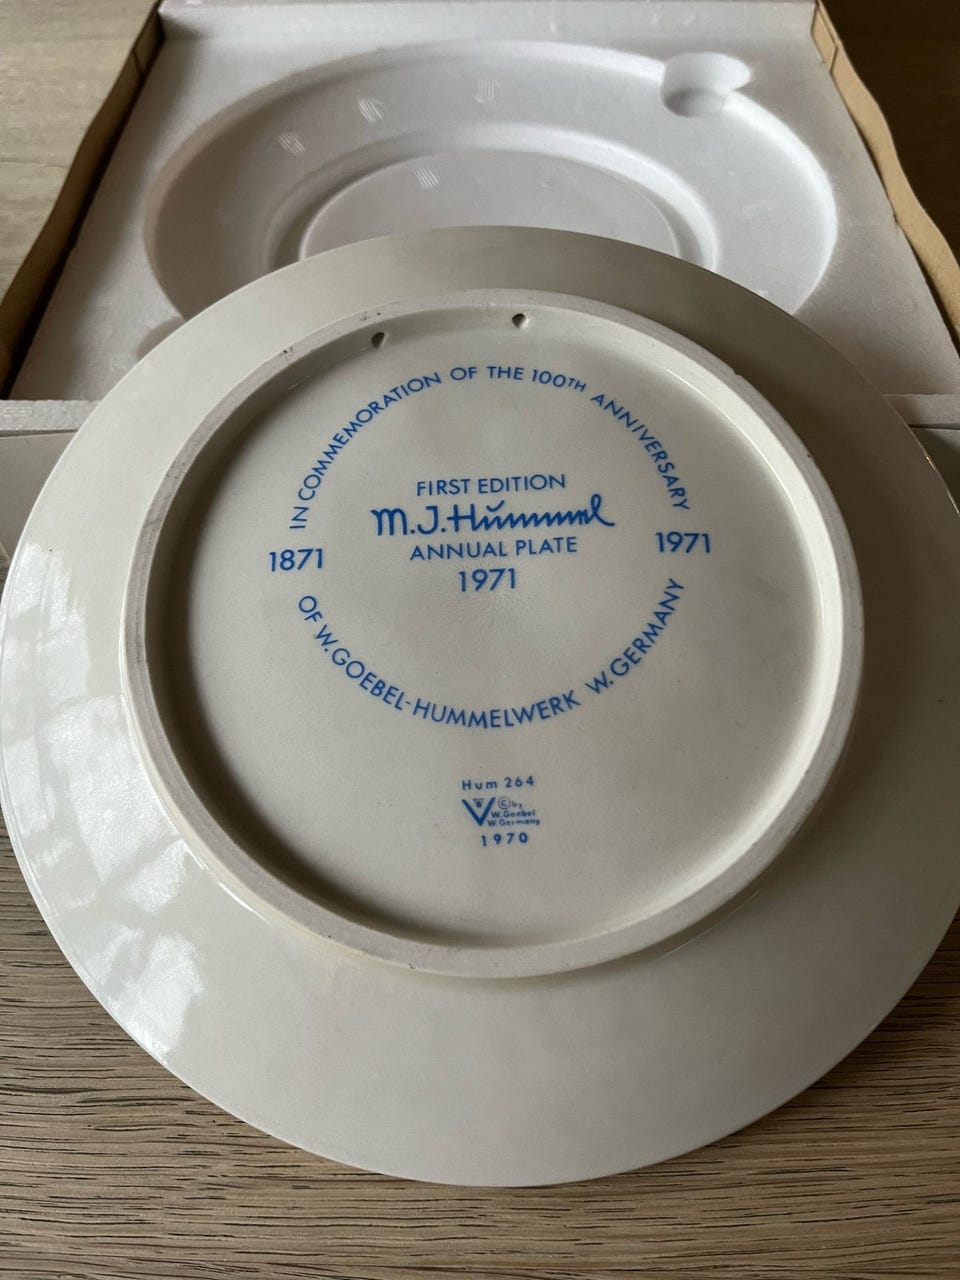 IN COMMEMORATION OF THE 100TH ANNIVERSARY
FIRST EDITION
M.J. Hummel
ANNUAL PLATE
1971
1871
1971
OF W. GOEBEL-HUMMELWERK W. GERMANY
Hum 264
© by
W. Goebel
W. Germany
1970